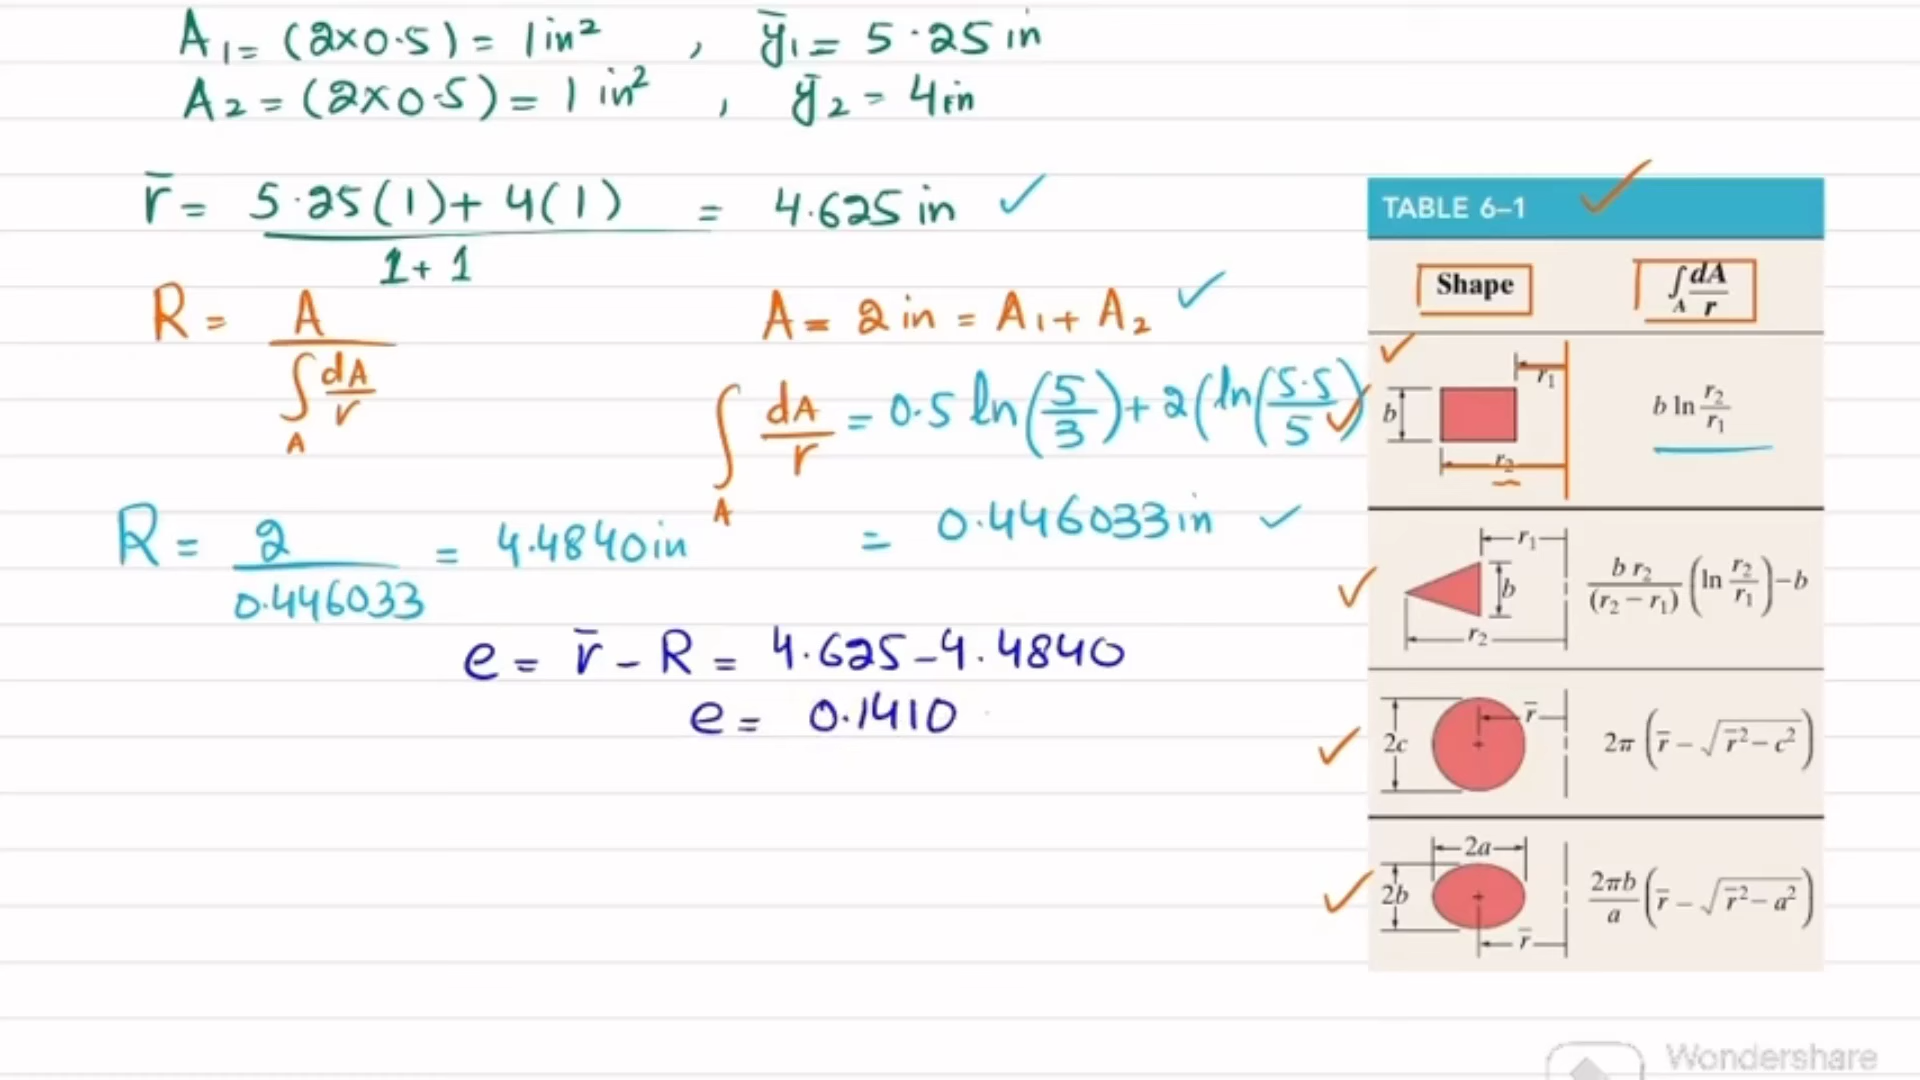 A₁ = (2×0.5) = 1 in² , ȳ₁ = 5.25 in
A₂ = (2×0.5) = 1 in² , ȳ₂ = 4 in
r̄ = 5.25(1) + 4(1) / 1+1 = 4.625 in ✓
R = A / ∫_A dA/r
A = 2 in = A₁ + A₂ ✓
∫_A dA/r = 0.5 ln(5/3) + 2(ln(5.5/5)
= 0.446033 in ✓
R = 2 / 0.446033 = 4.4840 in
e = r̄ - R = 4.625 - 4.4840
e = 0.1410
TABLE 6–1
Shape ∫_A dA/r
b r₁ r₂ b ln r₂/r₁
r₁ b r₂ b r₂/(r₂ − r₁) (ln r₂/r₁) − b
2c r̄ 2π (r̄ − √(r̄² − c²))
2a 2b r̄ 2πb/a (r̄ − √(r̄² − a²))
Wondershare